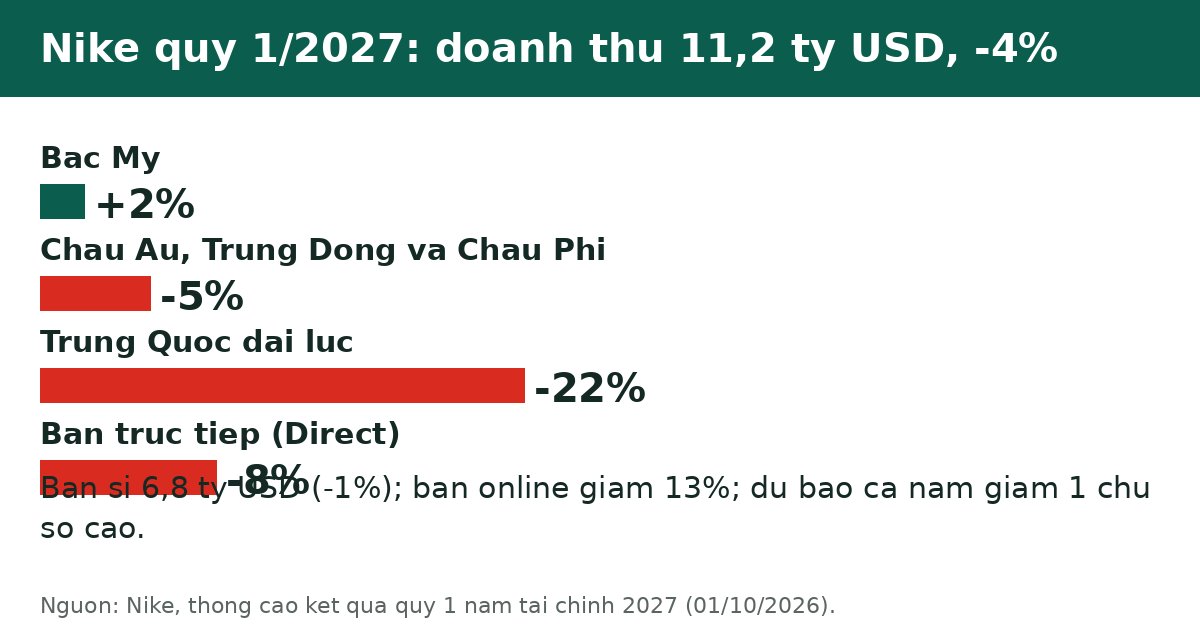 Nike quy 1/2027: doanh thu 11,2 ty USD, -4%
Bac My
+2%
Chau Au, Trung Dong va Chau Phi
-5%
Trung Quoc dai luc
-22%
Ban truc tiep (Direct)
-8%
Ban si 6,8 ty USD (-1%); ban online giam 13%; du bao ca nam giam 1 chu
so cao.
Nguon: Nike, thong cao ket qua quy 1 nam tai chinh 2027 (01/10/2026).